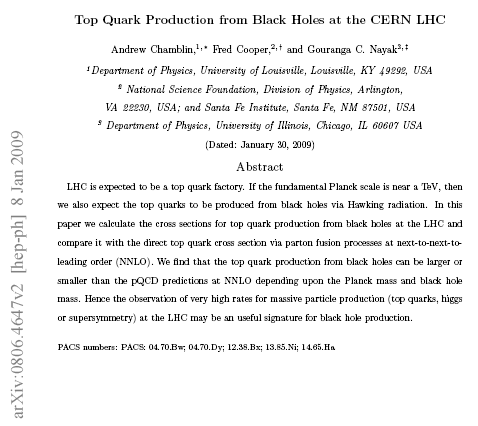 Top Quark Production from Black Holes at the CERN LHC
Andrew Chamblin,1,* Fred Cooper,2,† and Gouranga C. Nayak3,‡
1Department of Physics, University of Louisville, Louisville, KY 40292, USA
2 National Science Foundation, Division of Physics, Arlington,
VA 22230, USA; and Santa Fe Institute, Santa Fe, NM 87501, USA
3 Department of Physics, University of Illinois, Chicago, IL 60607 USA
(Dated: January 30, 2009)
Abstract
LHC is expected to be a top quark factory. If the fundamental Planck scale is near a TeV, then
we also expect the top quarks to be produced from black holes via Hawking radiation. In this
paper we calculate the cross sections for top quark production from black holes at the LHC and
compare it with the direct top quark cross section via parton fusion processes at next-to-next-to-
leading order (NNLO). We find that the top quark production from black holes can be larger or
smaller than the pQCD predictions at NNLO depending upon the Planck mass and black hole
mass. Hence the observation of very high rates for massive particle production (top quarks, higgs
or supersymmetry) at the LHC may be an useful signature for black hole production.
PACS numbers: PACS: 04.70.Bw; 04.70.Dy; 12.38.Bx; 13.85.Ni; 14.65.Ha
arXiv:0806.4647v2 [hep-ph] 8 Jan 2009